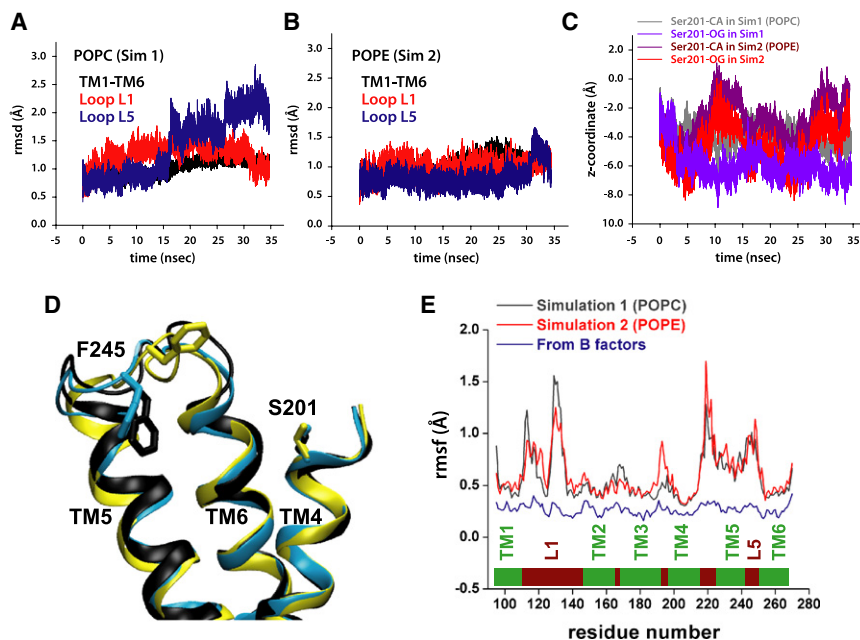 A
POPC (Sim 1)
TM1-TM6
Loop L1
Loop L5
rmsd (Å)
3.0
2.5
2.0
1.5
1.0
0.5
0.0
-5 0 5 10 15 20 25 30 35
time (nsec)
B
POPE (Sim 2)
TM1-TM6
Loop L1
Loop L5
rmsd (Å)
3.0
2.5
2.0
1.5
1.0
0.5
0.0
-5 0 5 10 15 20 25 30 35
time (nsec)
C
Ser201-CA in Sim1 (POPC)
Ser201-OG in Sim1
Ser201-CA in Sim2 (POPE)
Ser201-OG in Sim2
z-coordinate (Å)
2.0
0.0
-2.0
-4.0
-6.0
-8.0
10.0
-5 0 5 10 15 20 25 30 35
time (nsec)
D
F245
S201
TM5
TM6
TM4
E
Simulation 1 (POPC)
Simulation 2 (POPE)
From B factors
rmsf (Å)
2.0
1.5
1.0
0.5
0.0
-0.5
TM1
L1
TM2
TM3
TM4
TM5
L5
TM6
100 120 140 160 180 200 220 240 260 280
residue number